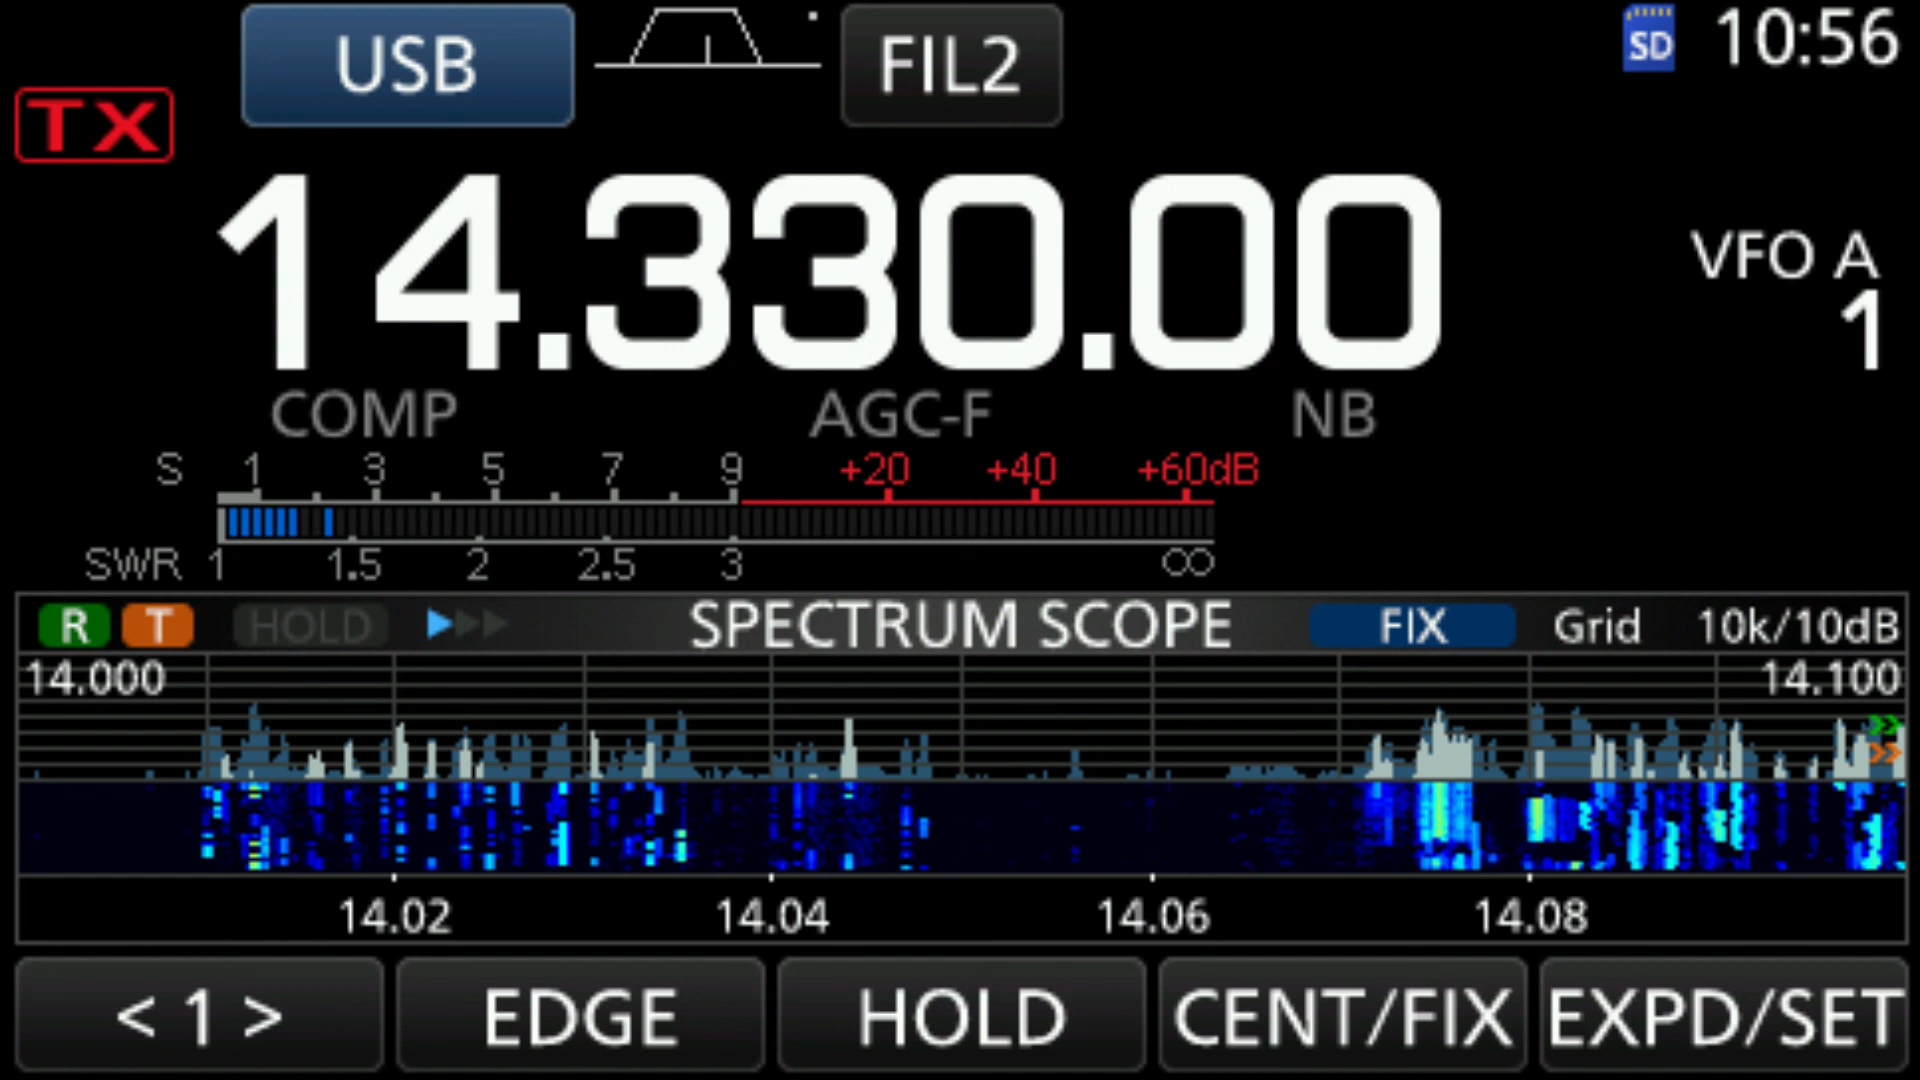 USB FIL2 SD 10:56
TX
14.330.00
VFO A
1
COMP AGC-F NB
S 1 3 5 7 9 +20 +40 +60dB
SWR 1 1.5 2 2.5 3 ∞
R T HOLD SPECTRUM SCOPE FIX Grid 10k/10dB
14.000 14.100
14.02 14.04 14.06 14.08
< 1 > EDGE HOLD CENT/FIX EXPD/SET